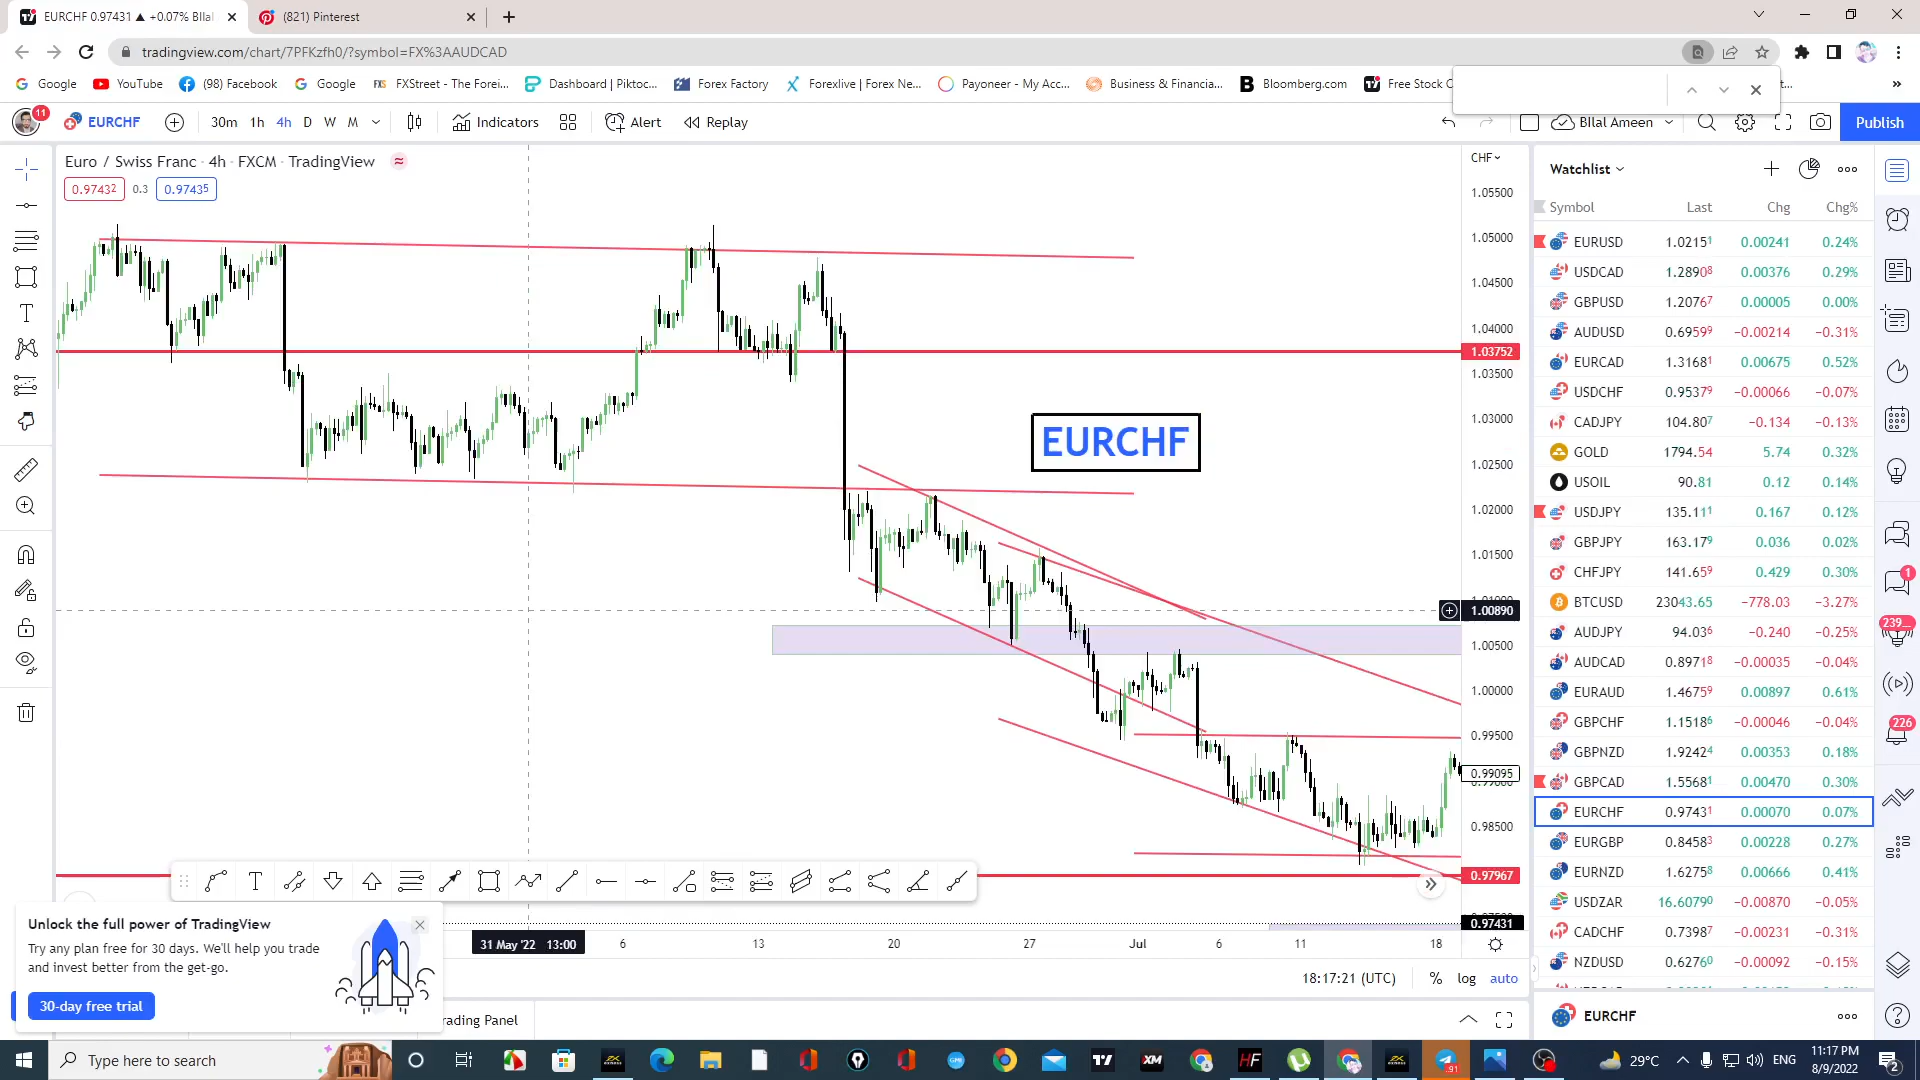 EURCHF 0.97431 ▲ +0.07% Bilal
(821) Pinterest
tradingview.com/chart/7PFKzfh0/?symbol=FX%3AAUDCAD
Google YouTube (98) Facebook Google FXStreet - The Forei... Dashboard | Piktoc... Forex Factory Forexlive | Forex Ne... Payoneer - My Acc... Business & Financia... Bloomberg.com Free Stock C
11 EURCHF 30m 1h 4h D W M Indicators Alert Replay BIlal Ameen Publish
Euro / Swiss Franc · 4h · FXCM · TradingView
0.97432 0.3 0.97435
CHF
1.05500
1.05000
1.04500
1.04000
1.03752
1.03500
1.03000
1.02500
1.02000
1.01500
1.00890
1.00500
1.00000
0.99500
0.99095
0.98500
0.97967
0.97431
EURCHF
31 May '22 13:00 6 13 20 27 Jul 6 11 18
18:17:21 (UTC) % log auto
Unlock the full power of TradingView
Try any plan free for 30 days. We'll help you trade
and invest better from the get-go.
30-day free trial
rading Panel
Watchlist
Symbol Last Chg Chg%
EURUSD 1.02151 0.00241 0.24%
USDCAD 1.28908 0.00376 0.29%
GBPUSD 1.20767 0.00005 0.00%
AUDUSD 0.69599 −0.00214 −0.31%
EURCAD 1.31681 0.00675 0.52%
USDCHF 0.95379 −0.00066 −0.07%
CADJPY 104.807 −0.134 −0.13%
GOLD 1794.54 5.74 0.32%
USOIL 90.81 0.12 0.14%
USDJPY 135.111 0.167 0.12%
GBPJPY 163.179 0.036 0.02%
CHFJPY 141.659 0.429 0.30%
BTCUSD 23043.65 −778.03 −3.27%
AUDJPY 94.036 −0.240 −0.25%
AUDCAD 0.89718 −0.00035 −0.04%
EURAUD 1.46759 0.00897 0.61%
GBPCHF 1.15186 −0.00046 −0.04%
GBPNZD 1.92424 0.00353 0.18%
GBPCAD 1.55681 0.00470 0.30%
EURCHF 0.97431 0.00070 0.07%
EURGBP 0.84583 0.00228 0.27%
EURNZD 1.62758 0.00666 0.41%
USDZAR 16.60790 −0.00870 −0.05%
CADCHF 0.73987 −0.00231 −0.31%
NZDUSD 0.62760 −0.00092 −0.15%
EURCHF
1
239
226
Type here to search
XM
HF
91
29°C ENG
11:17 PM
8/9/2022
2